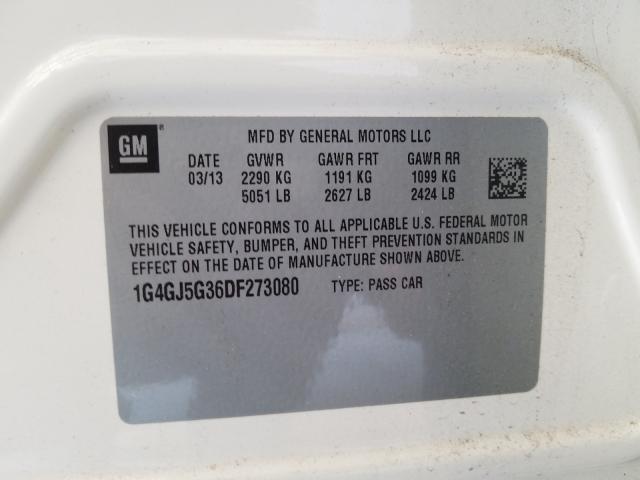 GM ®
MFD BY GENERAL MOTORS LLC
DATE GVWR GAWR FRT GAWR RR
03/13 2290 KG 1191 KG 1099 KG
5051 LB 2627 LB 2424 LB
THIS VEHICLE CONFORMS TO ALL APPLICABLE U.S. FEDERAL MOTOR
VEHICLE SAFETY, BUMPER, AND THEFT PREVENTION STANDARDS IN
EFFECT ON THE DATE OF MANUFACTURE SHOWN ABOVE.
1G4GJ5G36DF273080 TYPE: PASS CAR